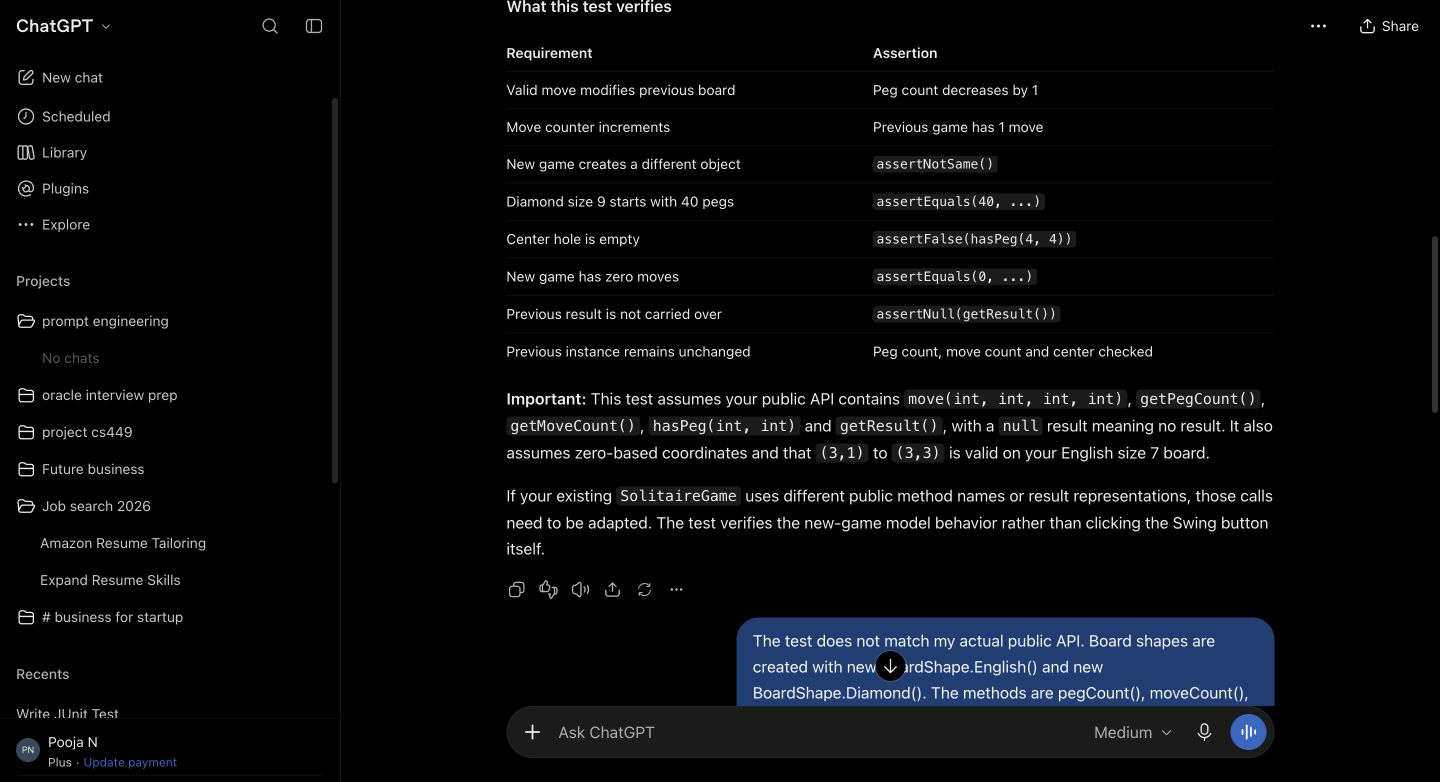 ChatGPT
New chat
Scheduled
Library
Plugins
Explore
Projects
prompt engineering
No chats
oracle interview prep
project cs449
Future business
Job search 2026
Amazon Resume Tailoring
Expand Resume Skills
# business for startup
Recents
Write JUnit Test
PN
Pooja N
Plus · Update payment
Share
What this test verifies
Requirement Assertion
Valid move modifies previous board Peg count decreases by 1
Move counter increments Previous game has 1 move
New game creates a different object assertNotSame()
Diamond size 9 starts with 40 pegs assertEquals(40, ...)
Center hole is empty assertFalse(hasPeg(4, 4))
New game has zero moves assertEquals(0, ...)
Previous result is not carried over assertNull(getResult())
Previous instance remains unchanged Peg count, move count and center checked
Important: This test assumes your public API contains move(int, int, int, int), getPegCount(),
getMoveCount(), hasPeg(int, int) and getResult(), with a null result meaning no result. It also
assumes zero-based coordinates and that (3,1) to (3,3) is valid on your English size 7 board.
If your existing SolitaireGame uses different public method names or result representations, those calls
need to be adapted. The test verifies the new-game model behavior rather than clicking the Swing button
itself.
The test does not match my actual public API. Board shapes are
created with new ardShape.English() and new
BoardShape.Diamond(). The methods are pegCount(), moveCount(),
Ask ChatGPT
Medium